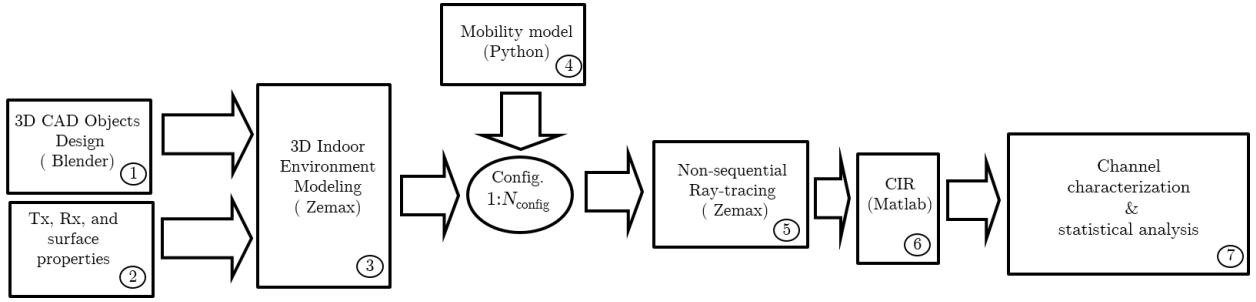 3D CAD Objects
Design
( Blender)
1
Tx, Rx, and
surface
properties
2
3D Indoor
Environment
Modeling
( Zemax)
3
Mobility model
(Python)
4
Config.
1:N_config
Non-sequential
Ray-tracing
( Zemax)
5
CIR
(Matlab)
6
Channel
characterization
&
statistical analysis
7